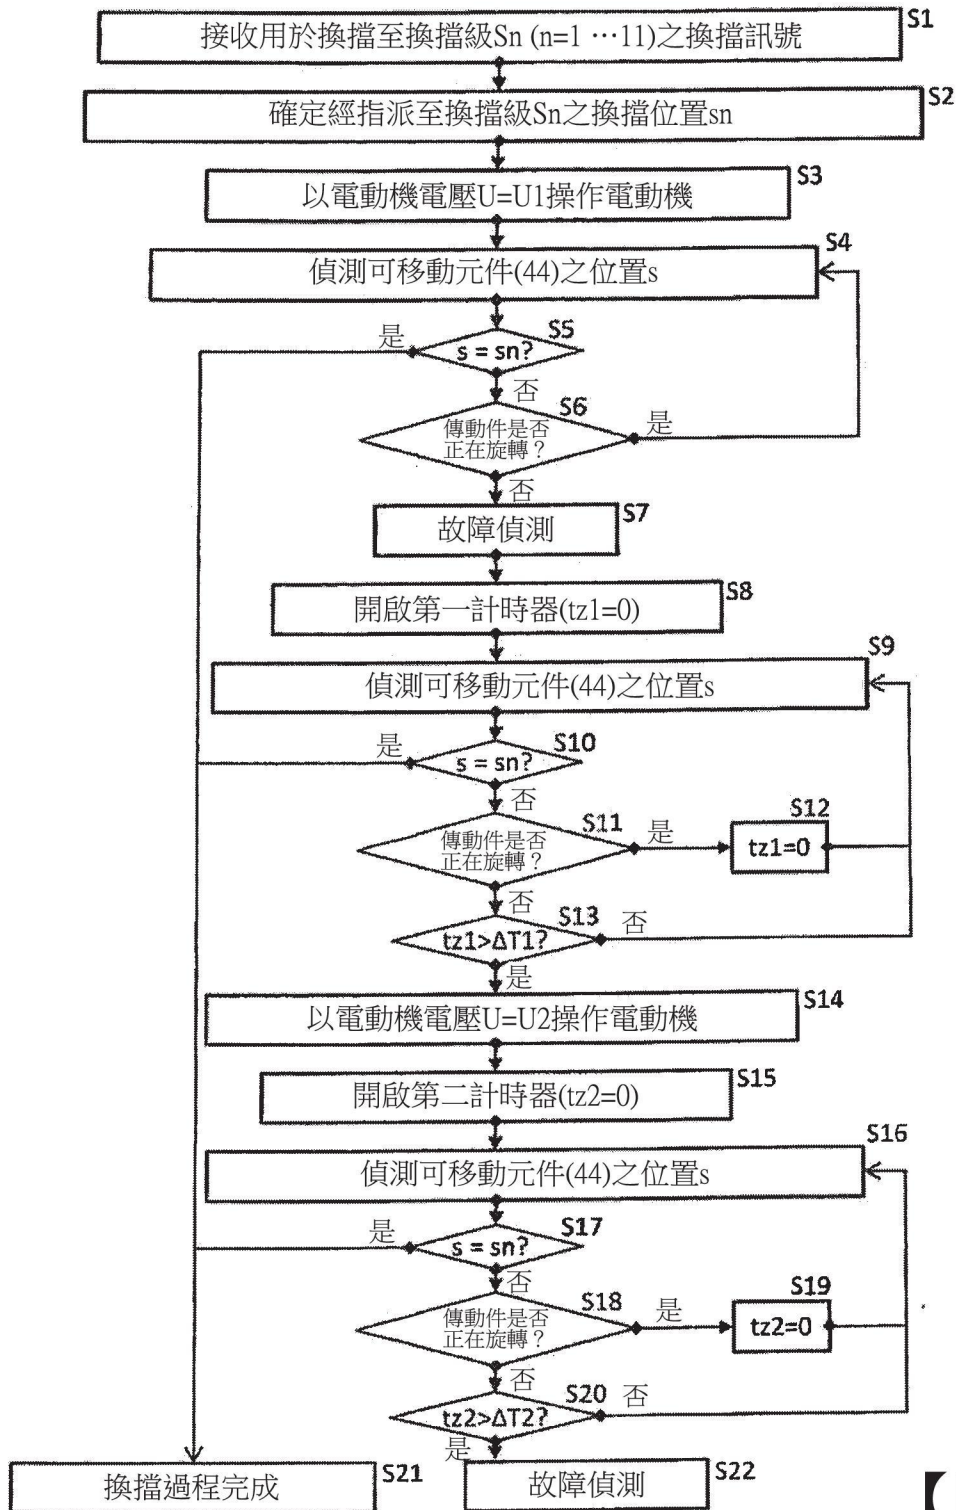 S1
接收用於換擋至換擋級Sn (n=1 …11)之換擋訊號
S2
確定經指派至換擋級Sn之換擋位置sn
S3
以電動機電壓U=U1操作電動機
S4
偵測可移動元件(44)之位置s
S5
是
s = sn?
否
S6
傳動件是否
正在旋轉？
是
否
S7
故障偵測
S8
開啟第一計時器(tz1=0)
S9
偵測可移動元件(44)之位置s
S10
是
s = sn?
否
S11
傳動件是否
正在旋轉？
是
S12
tz1=0
否
S13
tz1>ΔT1?
否
是
S14
以電動機電壓U=U2操作電動機
S15
開啟第二計時器(tz2=0)
S16
偵測可移動元件(44)之位置s
S17
是
s = sn?
否
S18
傳動件是否
正在旋轉？
是
S19
tz2=0
否
S20
tz2>ΔT2?
否
是
S21
換擋過程完成
S22
故障偵測
【